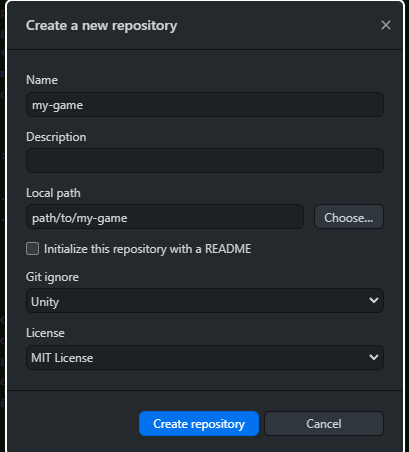 Create a new repository
Name
my-game
Description
Local path
path/to/my-game
Choose...
Initialize this repository with a README
Git ignore
Unity
License
MIT License
Create repository
Cancel